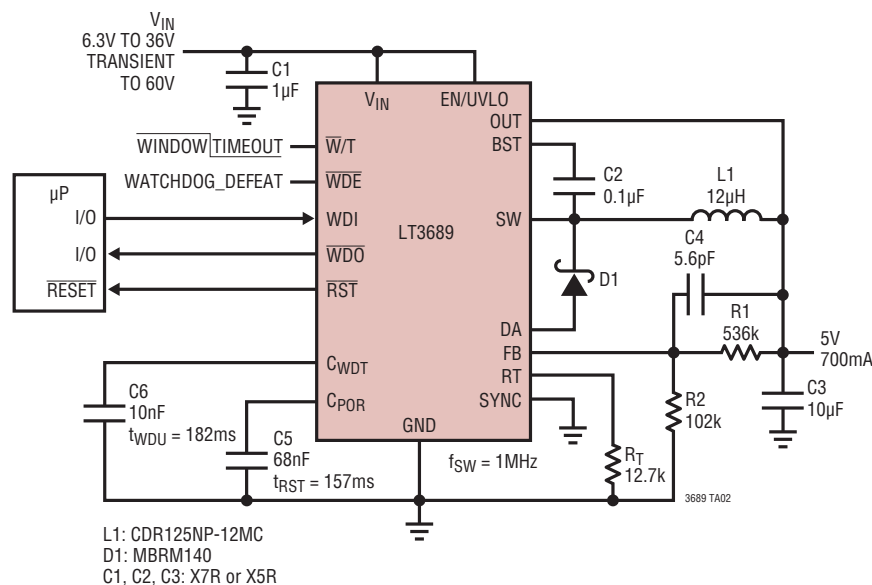 VIN
6.3V TO 36V
TRANSIENT
TO 60V
C1
1µF
VIN
EN/UVLO
OUT
BST
WINDOW TIMEOUT
W/T
WATCHDOG_DEFEAT
WDE
C2
0.1µF
L1
12µH
µP
I/O
WDI
LT3689
SW
I/O
WDO
C4
5.6pF
RESET
RST
D1
DA
R1
536k
FB
5V
700mA
CWDT
RT
C6
10nF
tWDU = 182ms
CPOR
SYNC
R2
102k
C3
10µF
GND
C5
68nF
tRST = 157ms
fSW = 1MHz
RT
12.7k
3689 TA02
L1: CDR125NP-12MC
D1: MBRM140
C1, C2, C3: X7R or X5R